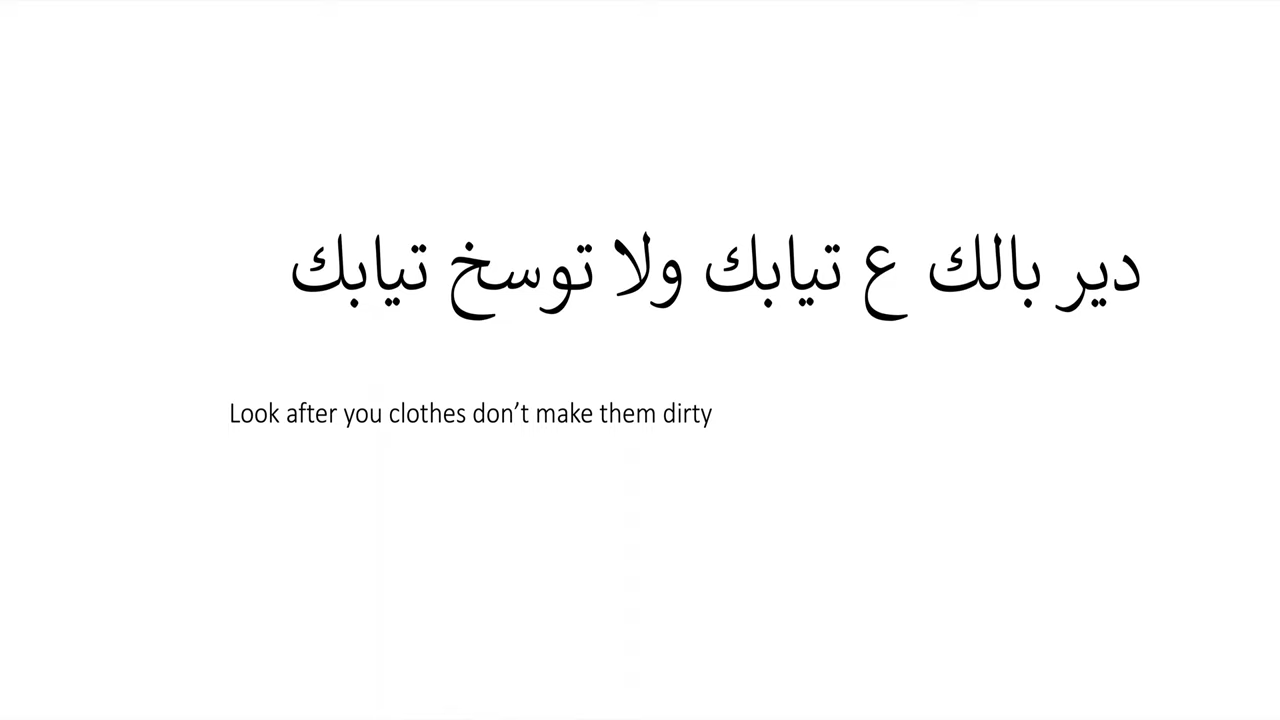 دير بالك ع تيابك ولا توسخ تيابك
Look after you clothes don’t make them dirty